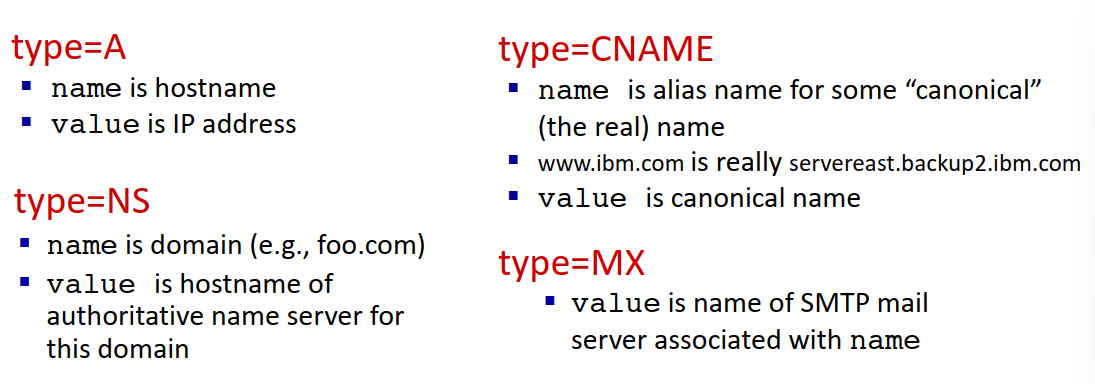 type=A
▪ name is hostname
▪ value is IP address
type=NS
▪ name is domain (e.g., foo.com)
▪ value is hostname of
authoritative name server for
this domain
type=CNAME
▪ name is alias name for some “canonical”
(the real) name
▪ www.ibm.com is really servereast.backup2.ibm.com
▪ value is canonical name
type=MX
▪ value is name of SMTP mail
server associated with name